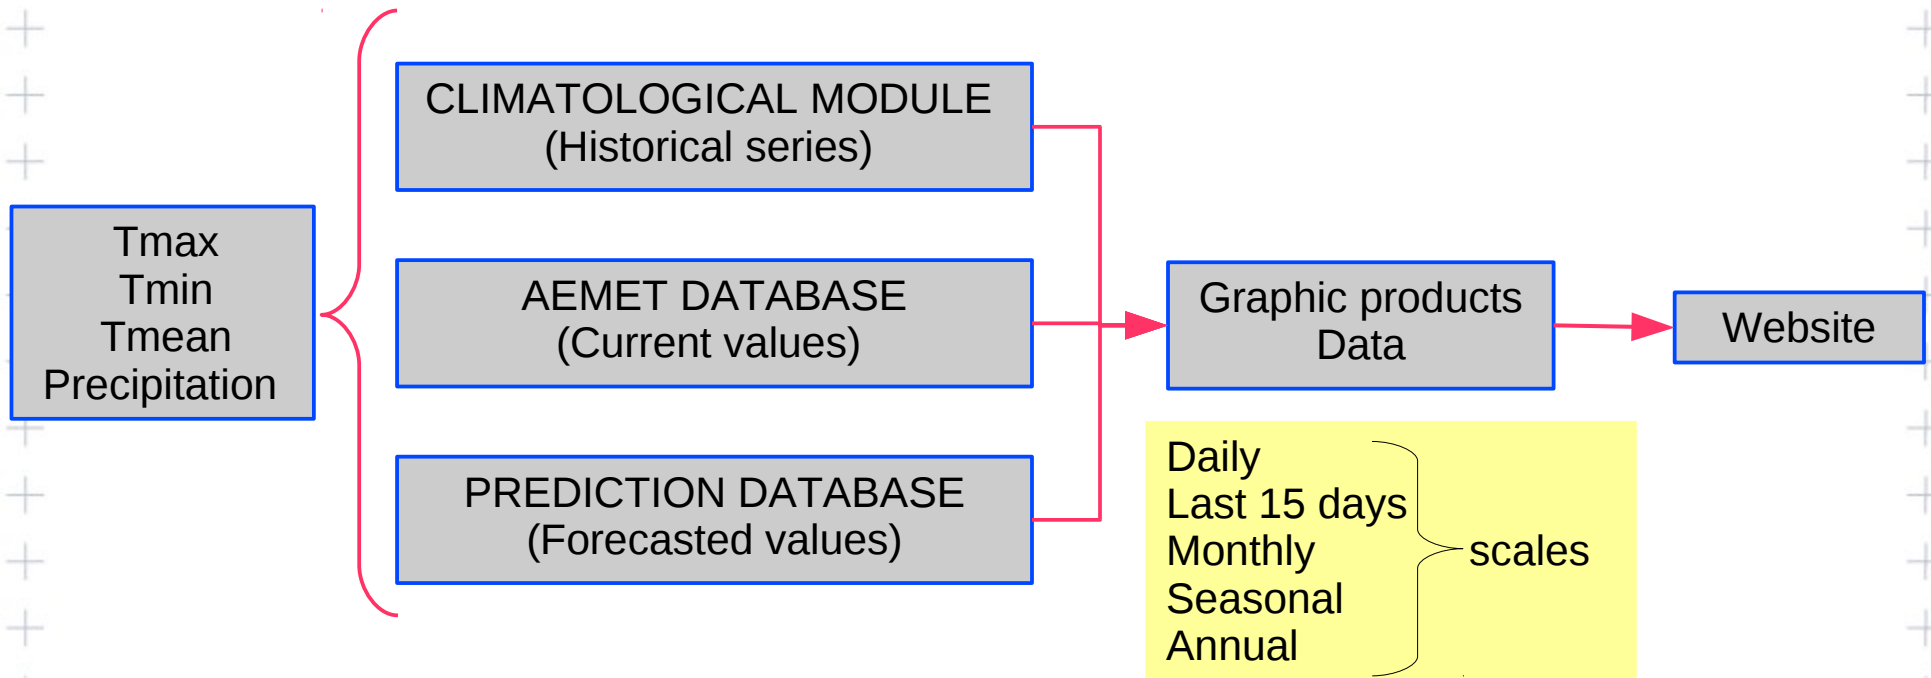 Tmax
Tmin
Tmean
Precipitation
CLIMATOLOGICAL MODULE
(Historical series)
AEMET DATABASE
(Current values)
PREDICTION DATABASE
(Forecasted values)
Graphic products
Data
Website
Daily
Last 15 days
Monthly
Seasonal
Annual
scales